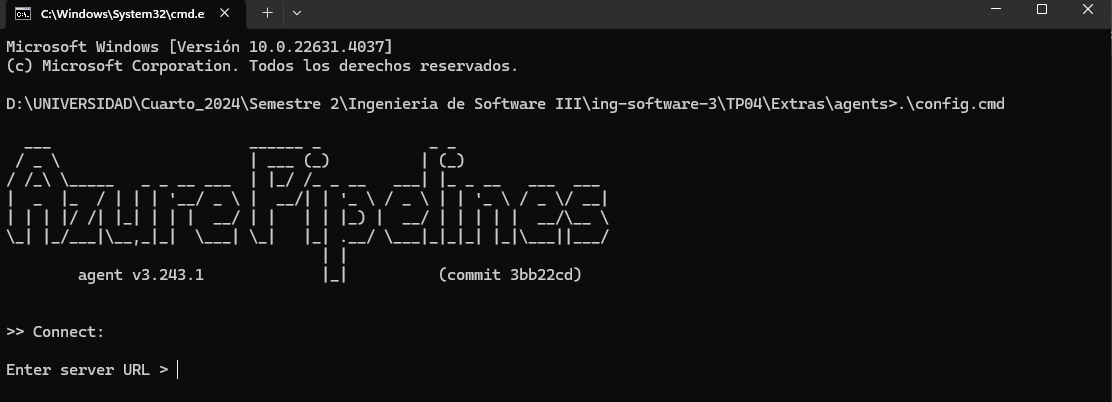 C:\Windows\System32\cmd.e
Microsoft Windows [Versión 10.0.22631.4037]
(c) Microsoft Corporation. Todos los derechos reservados.
D:\UNIVERSIDAD\Cuarto_2024\Semestre 2\Ingenieria de Software III\ing-software-3\TP04\Extras\agents>.\config.cmd
Azure Pipelines
agent v3.243.1 (commit 3bb22cd)
>> Connect:
Enter server URL >